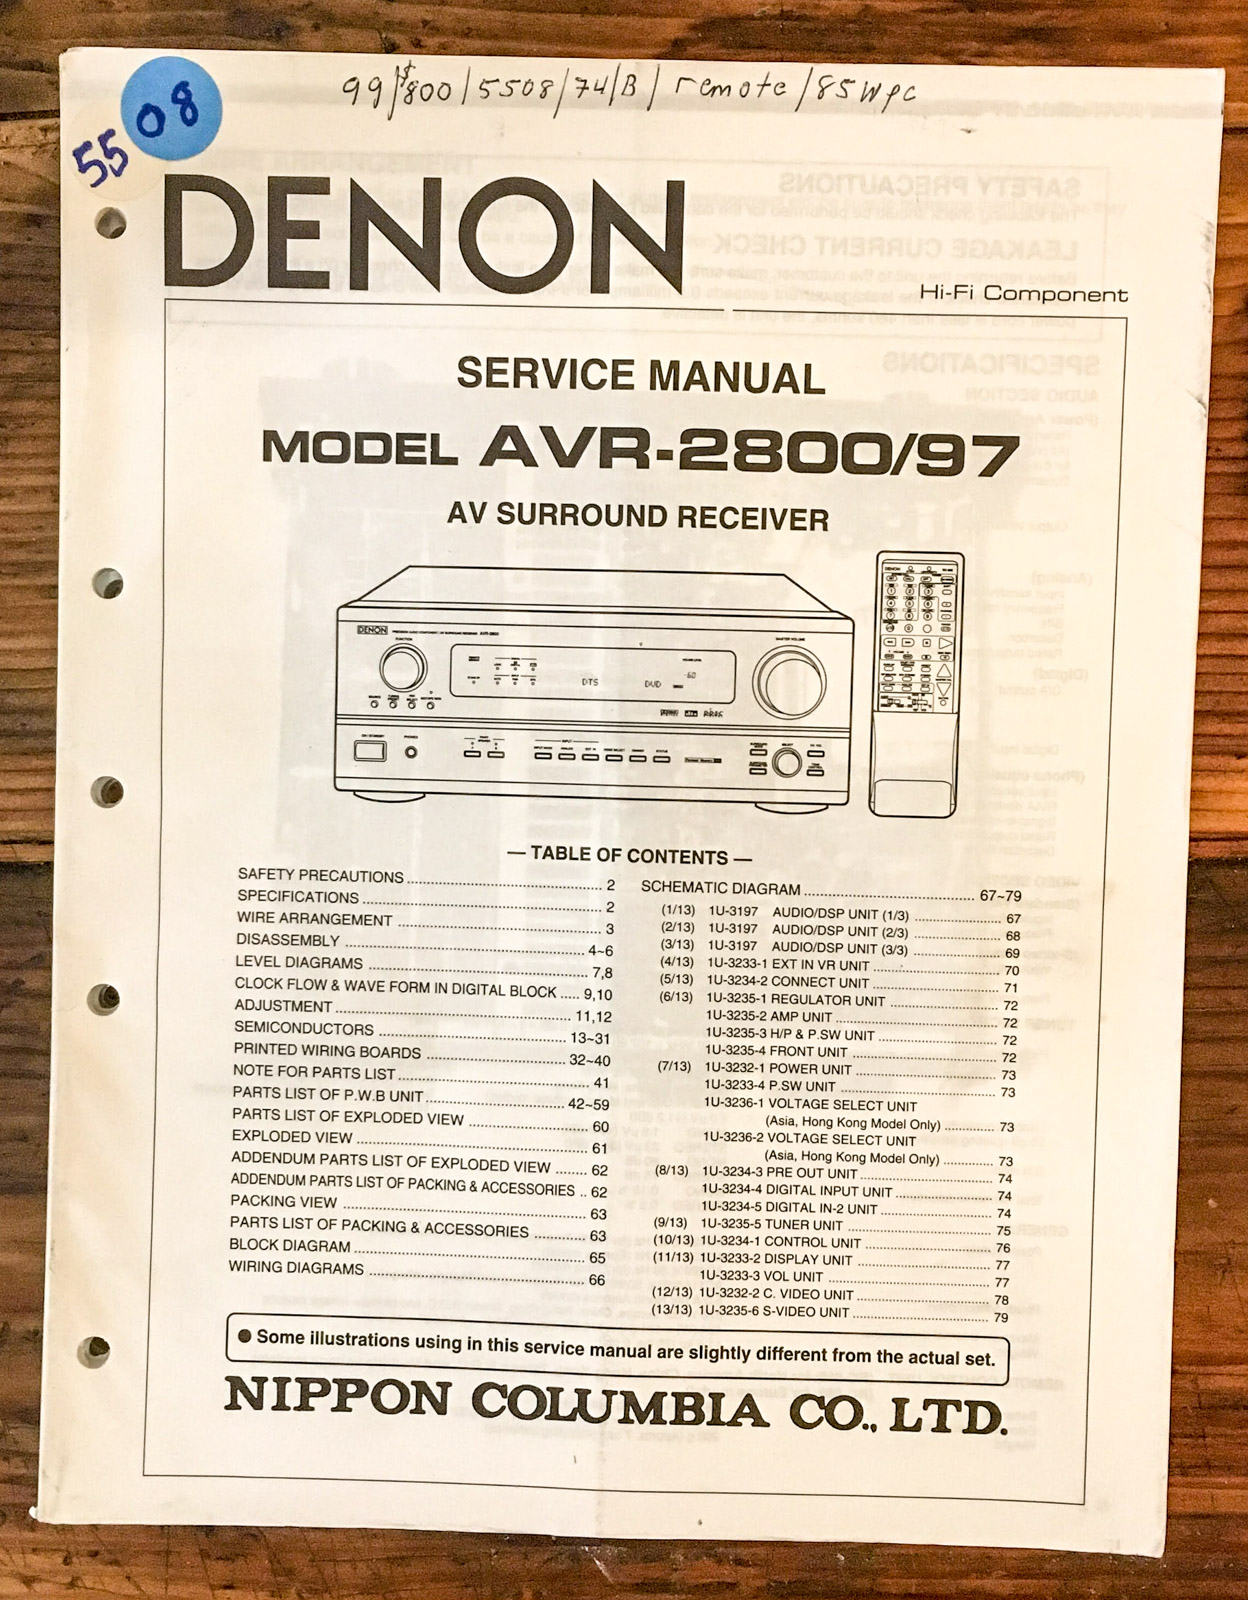 99/$800/5508/74/B/remote/85wpc
5508
DENON
Hi-Fi Component
SERVICE MANUAL
MODEL AVR-2800/97
AV SURROUND RECEIVER
DENON
AVR-2800
FUNCTION
MASTER VOLUME
DTS
DVD
-60
PHONES
SELECT
DENON
— TABLE OF CONTENTS —
SAFETY PRECAUTIONS ........ 2
SPECIFICATIONS ........ 2
WIRE ARRANGEMENT ........ 3
DISASSEMBLY ........ 4~6
LEVEL DIAGRAMS ........ 7,8
CLOCK FLOW & WAVE FORM IN DIGITAL BLOCK ..... 9,10
ADJUSTMENT ........ 11,12
SEMICONDUCTORS ........ 13~31
PRINTED WIRING BOARDS ........ 32~40
NOTE FOR PARTS LIST ........ 41
PARTS LIST OF P.W.B UNIT ........ 42~59
PARTS LIST OF EXPLODED VIEW ........ 60
EXPLODED VIEW ........ 61
ADDENDUM PARTS LIST OF EXPLODED VIEW ........ 62
ADDENDUM PARTS LIST OF PACKING & ACCESSORIES .. 62
PACKING VIEW ........ 63
PARTS LIST OF PACKING & ACCESSORIES ........ 63
BLOCK DIAGRAM ........ 65
WIRING DIAGRAMS ........ 66
SCHEMATIC DIAGRAM ........ 67~79
(1/13) 1U-3197 AUDIO/DSP UNIT (1/3) ........ 67
(2/13) 1U-3197 AUDIO/DSP UNIT (2/3) ........ 68
(3/13) 1U-3197 AUDIO/DSP UNIT (3/3) ........ 69
(4/13) 1U-3233-1 EXT IN VR UNIT ........ 70
(5/13) 1U-3234-2 CONNECT UNIT ........ 71
(6/13) 1U-3235-1 REGULATOR UNIT ........ 72
1U-3235-2 AMP UNIT ........ 72
1U-3235-3 H/P & P.SW UNIT ........ 72
1U-3235-4 FRONT UNIT ........ 72
(7/13) 1U-3232-1 POWER UNIT ........ 73
1U-3233-4 P.SW UNIT ........ 73
1U-3236-1 VOLTAGE SELECT UNIT
(Asia, Hong Kong Model Only) ........ 73
1U-3236-2 VOLTAGE SELECT UNIT
(Asia, Hong Kong Model Only) ........ 73
(8/13) 1U-3234-3 PRE OUT UNIT ........ 74
1U-3234-4 DIGITAL INPUT UNIT ........ 74
1U-3234-5 DIGITAL IN-2 UNIT ........ 74
(9/13) 1U-3235-5 TUNER UNIT ........ 75
(10/13) 1U-3234-1 CONTROL UNIT ........ 76
(11/13) 1U-3233-2 DISPLAY UNIT ........ 77
1U-3233-3 VOL UNIT ........ 77
(12/13) 1U-3232-2 C. VIDEO UNIT ........ 78
(13/13) 1U-3235-6 S-VIDEO UNIT ........ 79
● Some illustrations using in this service manual are slightly different from the actual set.
NIPPON COLUMBIA CO., LTD.